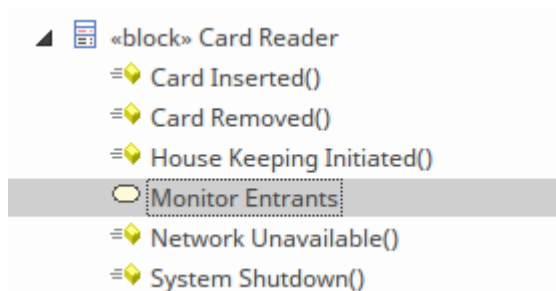 «block» Card Reader
Card Inserted()
Card Removed()
House Keeping Initiated()
Monitor Entrants
Network Unavailable()
System Shutdown()